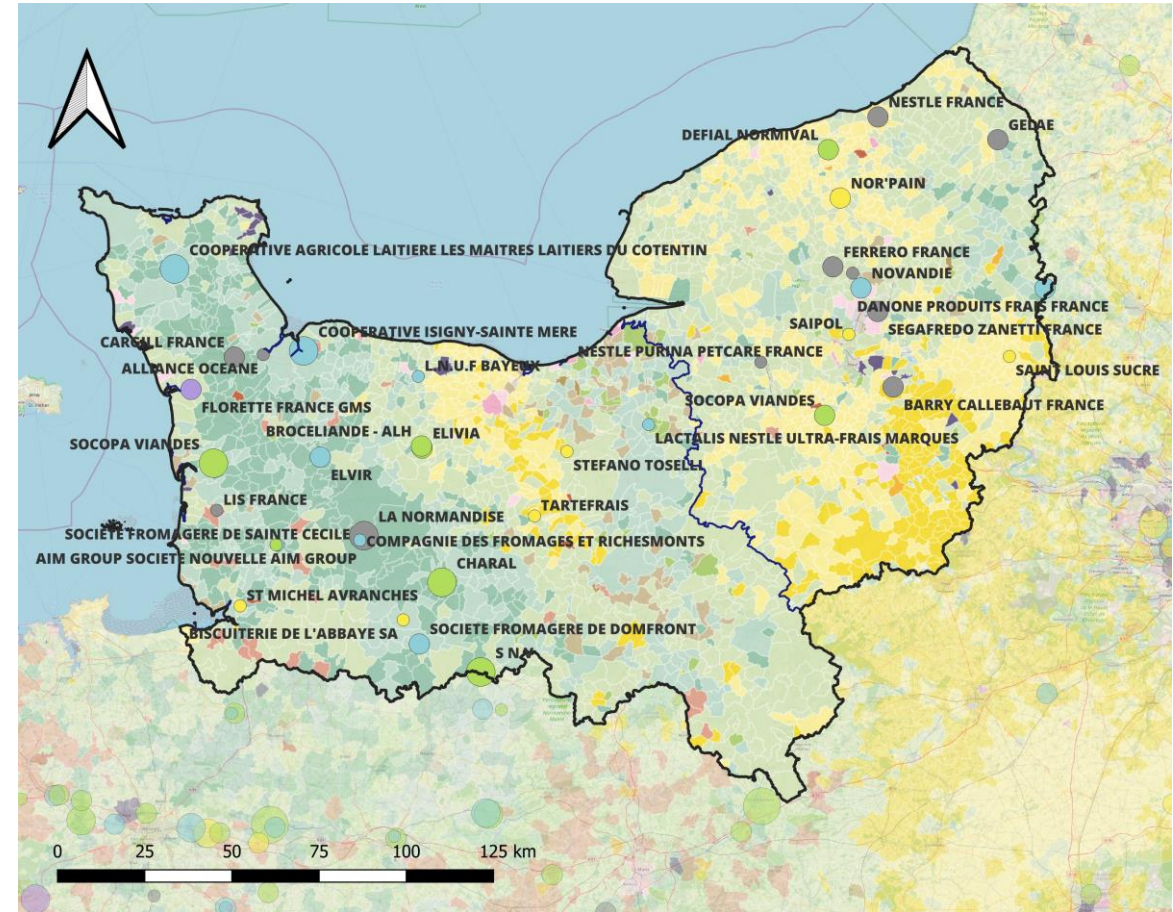 NESTLE FRANCE
GELAE
DEFIAL NORMIVAL
NOR'PAIN
COOPERATIVE AGRICOLE LAITIERE LES MAITRES LAITIERS DU COTENTIN
FERRERO FRANCE
NOVANDIE
DANONE PRODUITS FRAIS FRANCE
SAIPOL
SEGAFREDO ZANETTI FRANCE
COOPERATIVE ISIGNY-SAINTE MERE
CARGILL FRANCE
NESTLE PURINA PETCARE FRANCE
L.N.U.F BAYEUX
ALLIANCE OCEANE
SAINT LOUIS SUCRE
FLORETTE FRANCE GMS
SOCOPA VIANDES
BARRY CALLEBAUT FRANCE
BROCELIANDE - ALH
ELIVIA
SOCOPA VIANDES
LACTALIS NESTLE ULTRA-FRAIS MARQUES
STEFANO TOSELLI
ELVIR
LIS FRANCE
TARTEFRAIS
LA NORMANDISE
SOCIETE FROMAGERE DE SAINTE CECILE
COMPAGNIE DES FROMAGES ET RICHESMONTS
AIM GROUP SOCIETE NOUVELLE AIM GROUP
CHARAL
ST MICHEL AVRANCHES
BISCUITERIE DE L'ABBAYE SA
SOCIETE FROMAGERE DE DOMFRONT
0 25 50 75 100 125 km